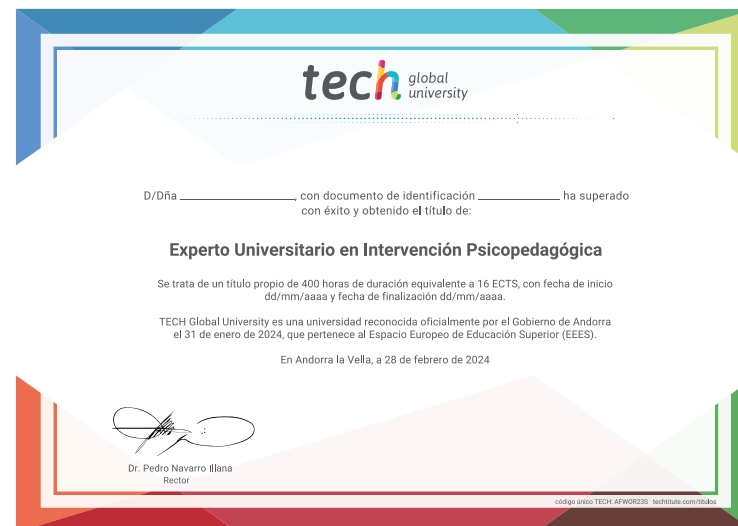 tech global
university
D/Dña ____________, con documento de identificación ____________ ha superado
con éxito y obtenido el título de:
Experto Universitario en Intervención Psicopedagógica
Se trata de un título propio de 400 horas de duración equivalente a 16 ECTS, con fecha de inicio
dd/mm/aaaa y fecha de finalización dd/mm/aaaa.
TECH Global University es una universidad reconocida oficialmente por el Gobierno de Andorra
el 31 de enero de 2024, que pertenece al Espacio Europeo de Educación Superior (EEES).
En Andorra la Vella, a 28 de febrero de 2024
Dr. Pedro Navarro Illana
Rector
código único TECH: AFWOR23S techtitute.com/titulos